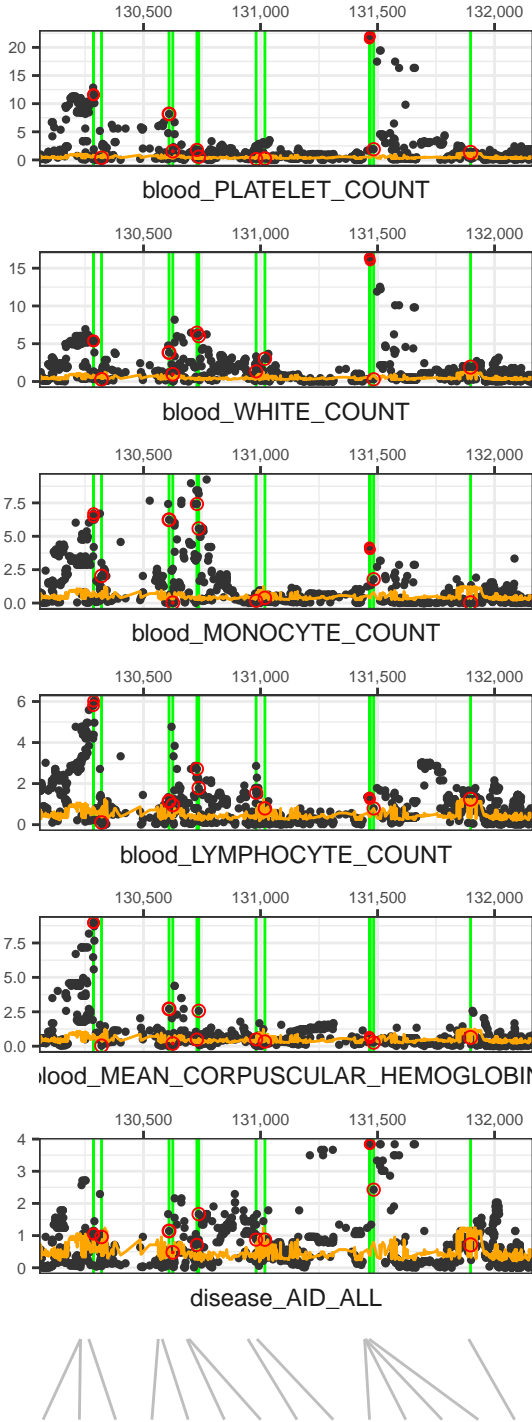 130,500 131,000 131,500 132,000
20
15
10
5
0
blood_PLATELET_COUNT
130,500 131,000 131,500 132,000
15
10
5
0
blood_WHITE_COUNT
130,500 131,000 131,500 132,000
7.5
5.0
2.5
0.0
blood_MONOCYTE_COUNT
130,500 131,000 131,500 132,000
6
4
2
0
blood_LYMPHOCYTE_COUNT
130,500 131,000 131,500 132,000
7.5
5.0
2.5
0.0
blood_MEAN_CORPUSCULAR_HEMOGLOBIN
130,500 131,000 131,500 132,000
4
3
2
1
0
disease_AID_ALL